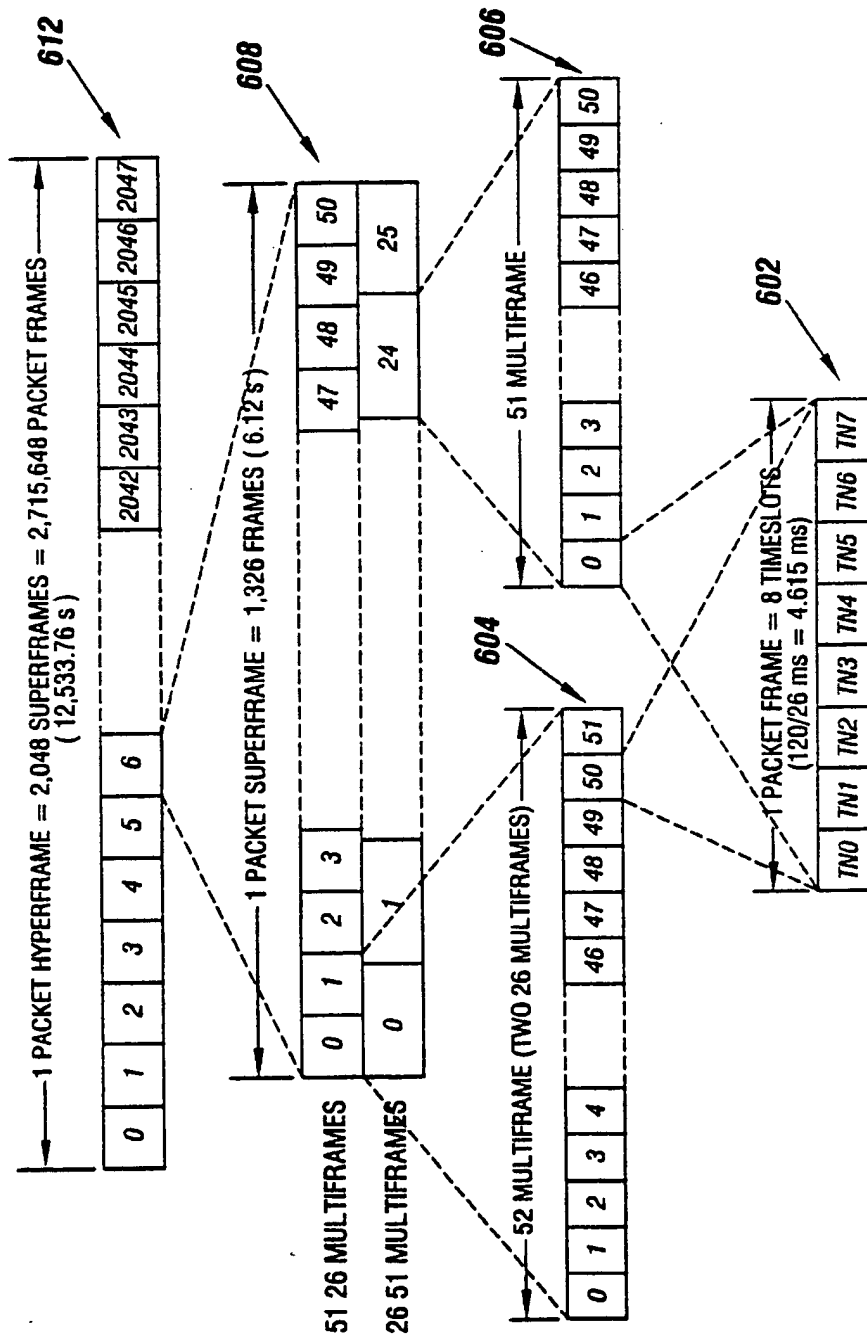 612
1 PACKET HYPERFRAME = 2,048 SUPERFRAMES = 2,715,648 PACKET FRAMES
( 12,533.76 s )
0 1 2 3 4 5 6 2042 2043 2044 2045 2046 2047
608
1 PACKET SUPERFRAME = 1,326 FRAMES ( 6.12 s )
51 26 MULTIFRAMES
0 1 2 3 47 48 49 50
26 51 MULTIFRAMES
0 1 24 25
604
52 MULTIFRAME (TWO 26 MULTIFRAMES)
0 1 2 3 4 46 47 48 49 50 51
606
51 MULTIFRAME
0 1 2 3 46 47 48 49 50
602
1 PACKET FRAME = 8 TIMESLOTS
(120/26 ms = 4.615 ms)
TN0 TN1 TN2 TN3 TN4 TN5 TN6 TN7